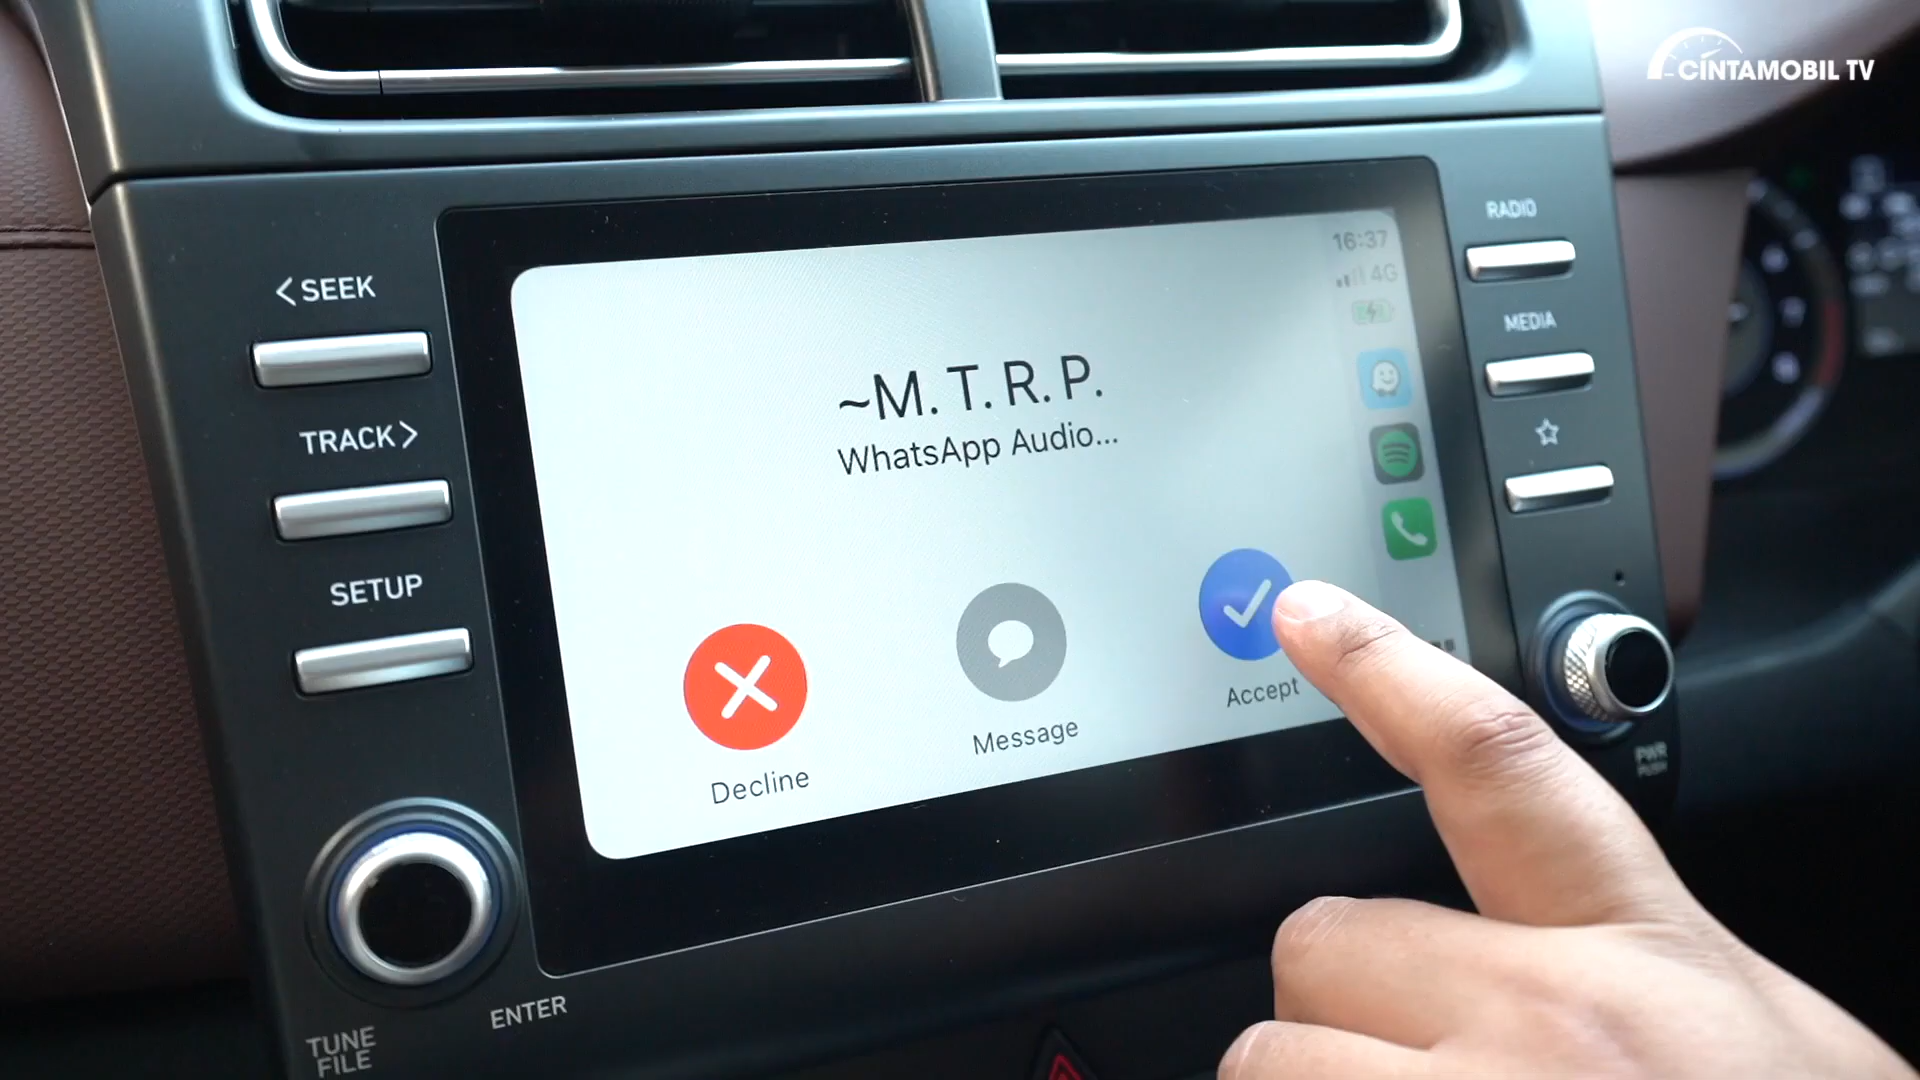 CINTAMOBIL TV
RADIO
16:37
4G
< SEEK
MEDIA
~M. T. R. P.
WhatsApp Audio...
TRACK >
SETUP
Accept
Message
Decline
PWR
PUSH
ENTER
TUNE
FILE